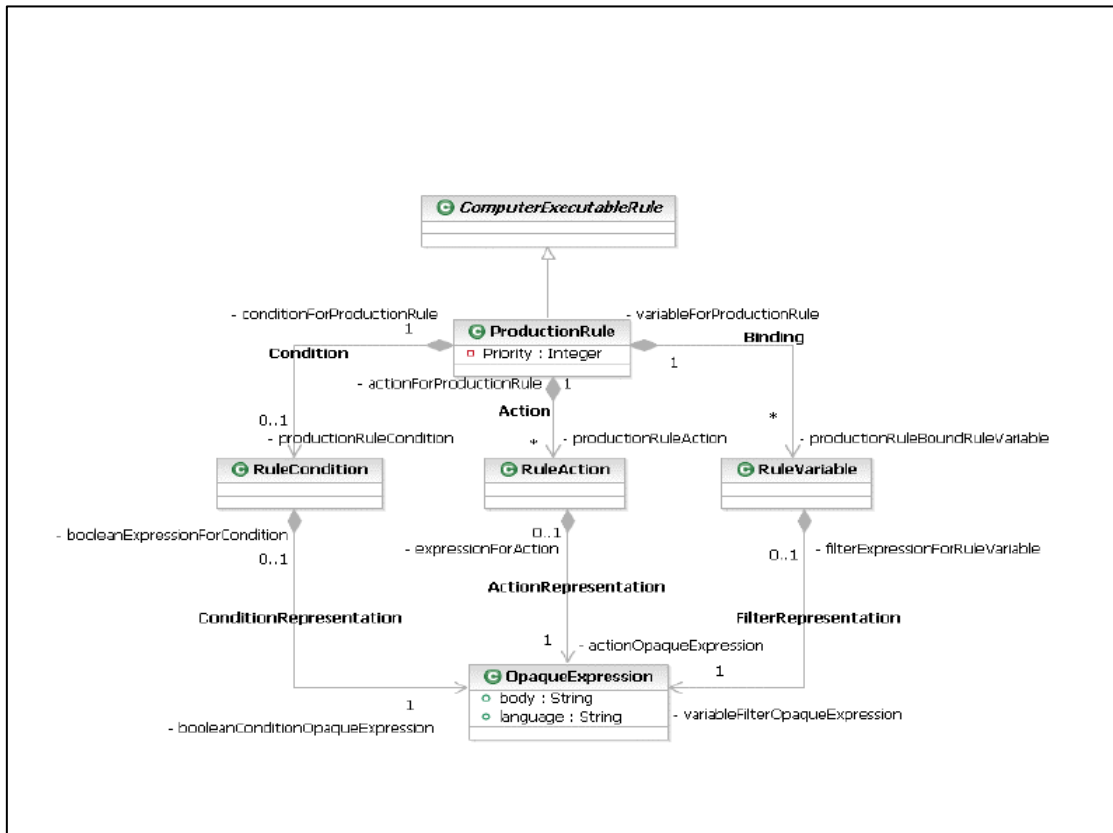 ComputerExecutableRule
- conditionForProductionRule
- variableForProductionRule
1
ProductionRule
Binding
Condition
Priority : Integer
1
- actionForProductionRule
1
Action
0..1
*
*
- productionRuleCondition
- productionRuleAction
- productionRuleBoundRuleVariable
RuleCondition
RuleAction
RuleVariable
- booleanExpressionForCondition
0..1
0..1
- expressionForAction
0..1
- filterExpressionForRuleVariable
ActionRepresentation
ConditionRepresentation
FilterRepresentation
1
- actionOpaqueExpression
OpaqueExpression
1
body : String
1
language : String
- variableFilterOpaqueExpression
- booleanConditionOpaqueExpression